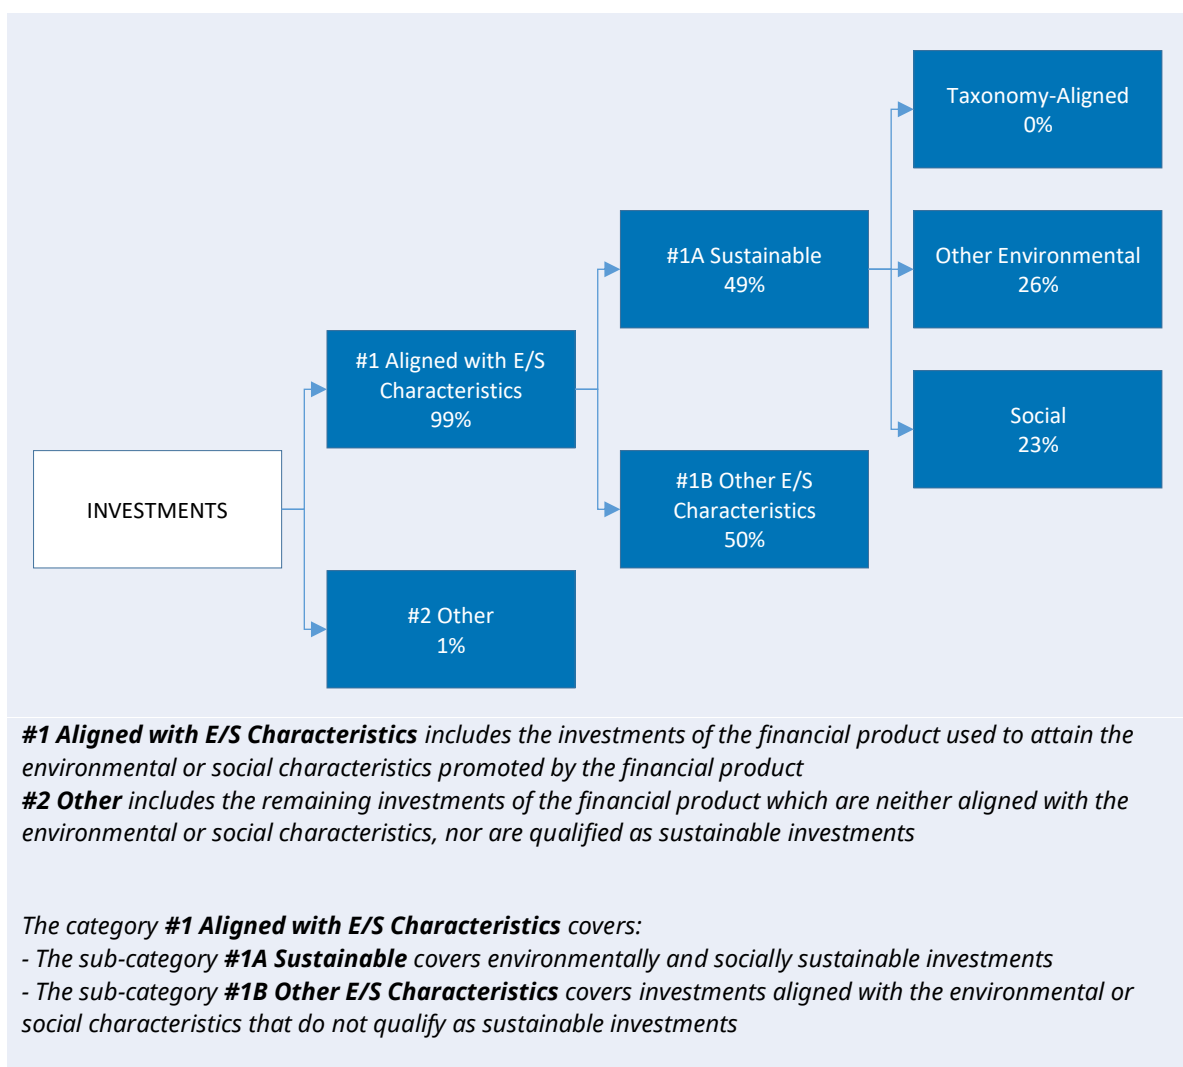 Taxonomy-Aligned
0%
#1A Sustainable
49%
Other Environmental
26%
#1 Aligned with E/S
Characteristics
99%
Social
23%
#1B Other E/S
Characteristics
50%
INVESTMENTS
#2 Other
1%
#1 Aligned with E/S Characteristics includes the investments of the financial product used to attain the
environmental or social characteristics promoted by the financial product
#2 Other includes the remaining investments of the financial product which are neither aligned with the
environmental or social characteristics, nor are qualified as sustainable investments
The category #1 Aligned with E/S Characteristics covers:
- The sub-category #1A Sustainable covers environmentally and socially sustainable investments
- The sub-category #1B Other E/S Characteristics covers investments aligned with the environmental or
social characteristics that do not qualify as sustainable investments